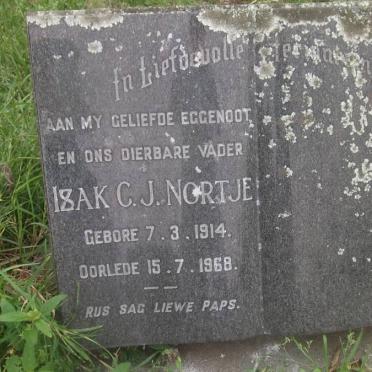 In Liefdevolle Herinnering
AAN MY GELIEFDE EGGENOOT
EN ONS DIERBARE VADER
IZAK C. J. NORTJE
GEBORE 7.3.1914.
OORLEDE 15.7.1968.
RUS SAG LIEWE PAPS.